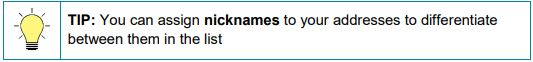 TIP: You can assign nicknames to your addresses to differentiate
between them in the list